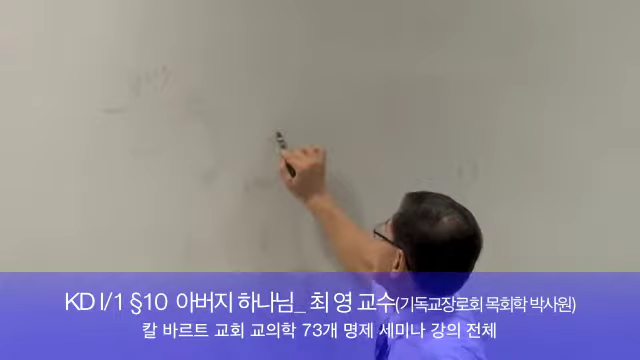 KD I/1 §10 아버지 하나님_ 최 영 교수(기독교장로회 목회학 박사원)
칼 바르트 교회 교의학 73개 명제 세미나 강의 전체